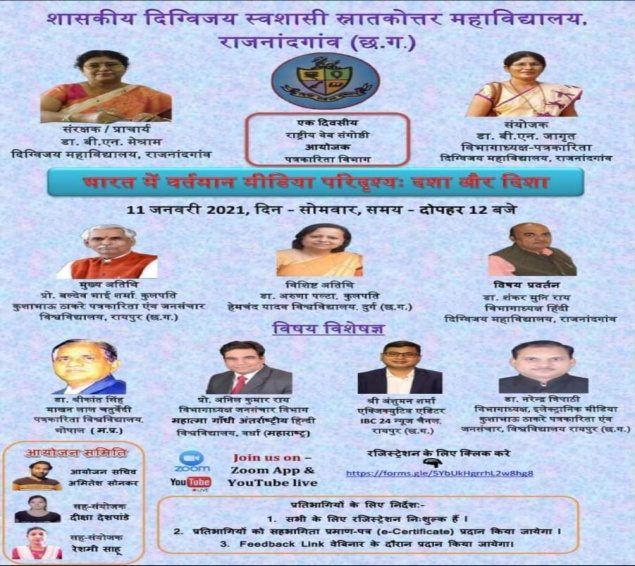 शासकीय दिग्विजय स्वशासी स्नातकोत्तर महाविद्यालय,
राजनांदगांव (छ.ग.)
संरक्षक / प्राचार्य
डा. बी.एन. मेश्राम
दिग्विजय महाविद्यालय, राजनांदगांव
एक दिवसीय
राष्ट्रीय वेब संगोष्ठी
आयोजक
पत्रकारिता विभाग
संयोजक
डा. बी.एन. जागृत
विभागाध्यक्ष-पत्रकारिता
दिग्विजय महाविद्यालय, राजनांदगांव
भारत में वर्तमान मीडिया परिदृश्यः दशा और दिशा
11 जनवरी 2021, दिन - सोमवार, समय - दोपहर 12 बजे
मुख्य अतिथि
प्रो. बल्देव भाई शर्मा, कुलपति
कुशाभाऊ ठाकरे पत्रकारिता एंव जनसंचार
विश्वविद्यालय, रायपुर (छ.ग.)
विशिष्ट अतिथि
डा. अरुणा पल्टा, कुलपति
हेमचंद यादव विश्वविद्यालय, दुर्ग (छ.ग.)
विषय प्रवर्तन
डा. शंकर मुनि राय
विभागाध्यक्ष हिंदी
दिग्विजय महाविद्यालय, राजनांदगांव
विषय विशेषज्ञ
डा. श्रीकांत सिंह
माखन लाल चतुर्वेदी
पत्रकारिता विश्वविद्यालय,
भोपाल (म.प्र.)
प्रो. अनिल कुमार राय
विभागाध्यक्ष जनसंचार विभाग
महात्मा गाँधी अंतर्राष्ट्रीय हिन्दी
विश्वविद्यालय, वर्धा (महाराष्ट्र)
श्री अंशुमन शर्मा
एक्जिक्यूटिव एडिटर
IBC 24 न्यूज चैनल,
रायपुर (छ.ग.)
डा. नरेन्द्र त्रिपाठी
विभागाध्यक्ष, इलेक्ट्रानिक मीडिया
कुशाभाऊ ठाकरे पत्रकारिता एंव
जनसंचार, विश्वविद्यालय रायपुर (छ.ग.)
आयोजन समिति
आयोजन सचिव
अमितेश सोनकर
सह-संयोजक
दीक्षा देशपांडे
सह-संयोजक
रेशमी साहू
zoom
YouTube
LIVE
Join us on –
Zoom App &
YouTube live
रजिस्ट्रेशन के लिए क्लिक करे
https://forms.gle/5YbUkHgrrhL2w8hg8
प्रतिभागियों के लिए निर्देश:-
1. सभी के लिए रजिस्ट्रेशन निःशुल्क हैं ।
2. प्रतिभागियों को सहभागिता प्रमाण-पत्र (e-Certificate) प्रदान किया जायेगा ।
3. Feedback Link वेबिनार के दौरान प्रदान किया जायेगा।